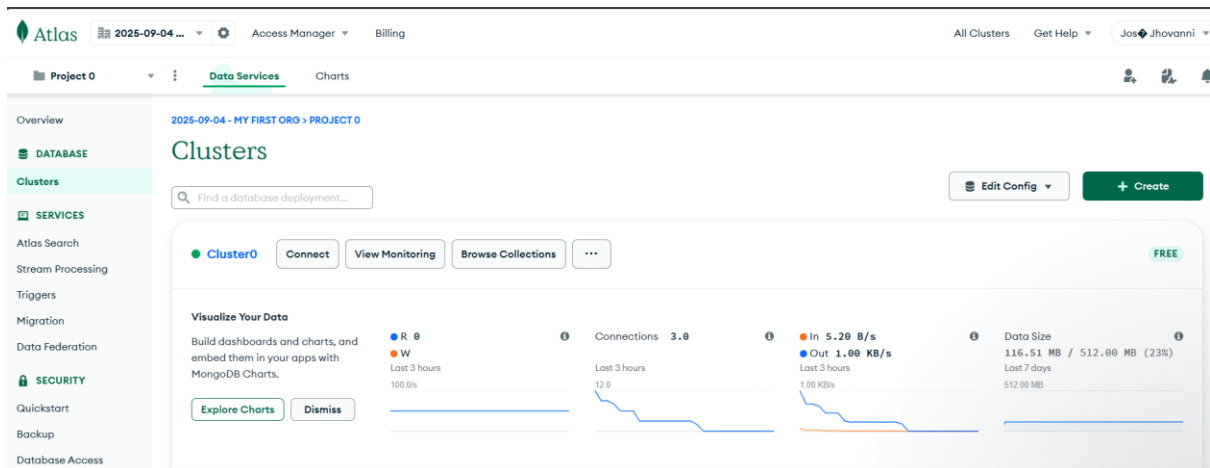 Atlas
2025-09-04 ...
Access Manager
Billing
All Clusters
Get Help
Jos� Jhovanni
Project 0
Data Services
Charts
Overview
DATABASE
Clusters
SERVICES
Atlas Search
Stream Processing
Triggers
Migration
Data Federation
SECURITY
Quickstart
Backup
Database Access
2025-09-04 - MY FIRST ORG > PROJECT 0
Clusters
Find a database deployment...
Edit Config
+ Create
Cluster0
Connect
View Monitoring
Browse Collections
...
FREE
Visualize Your Data
Build dashboards and charts, and
embed them in your apps with
MongoDB Charts.
Explore Charts
Dismiss
R 0
W
Last 3 hours
100.0/s
Connections 3.0
Last 3 hours
12.0
In 5.20 B/s
Out 1.00 KB/s
Last 3 hours
1.00 KB/s
Data Size
116.51 MB / 512.00 MB (23%)
Last 7 days
512.00 MB